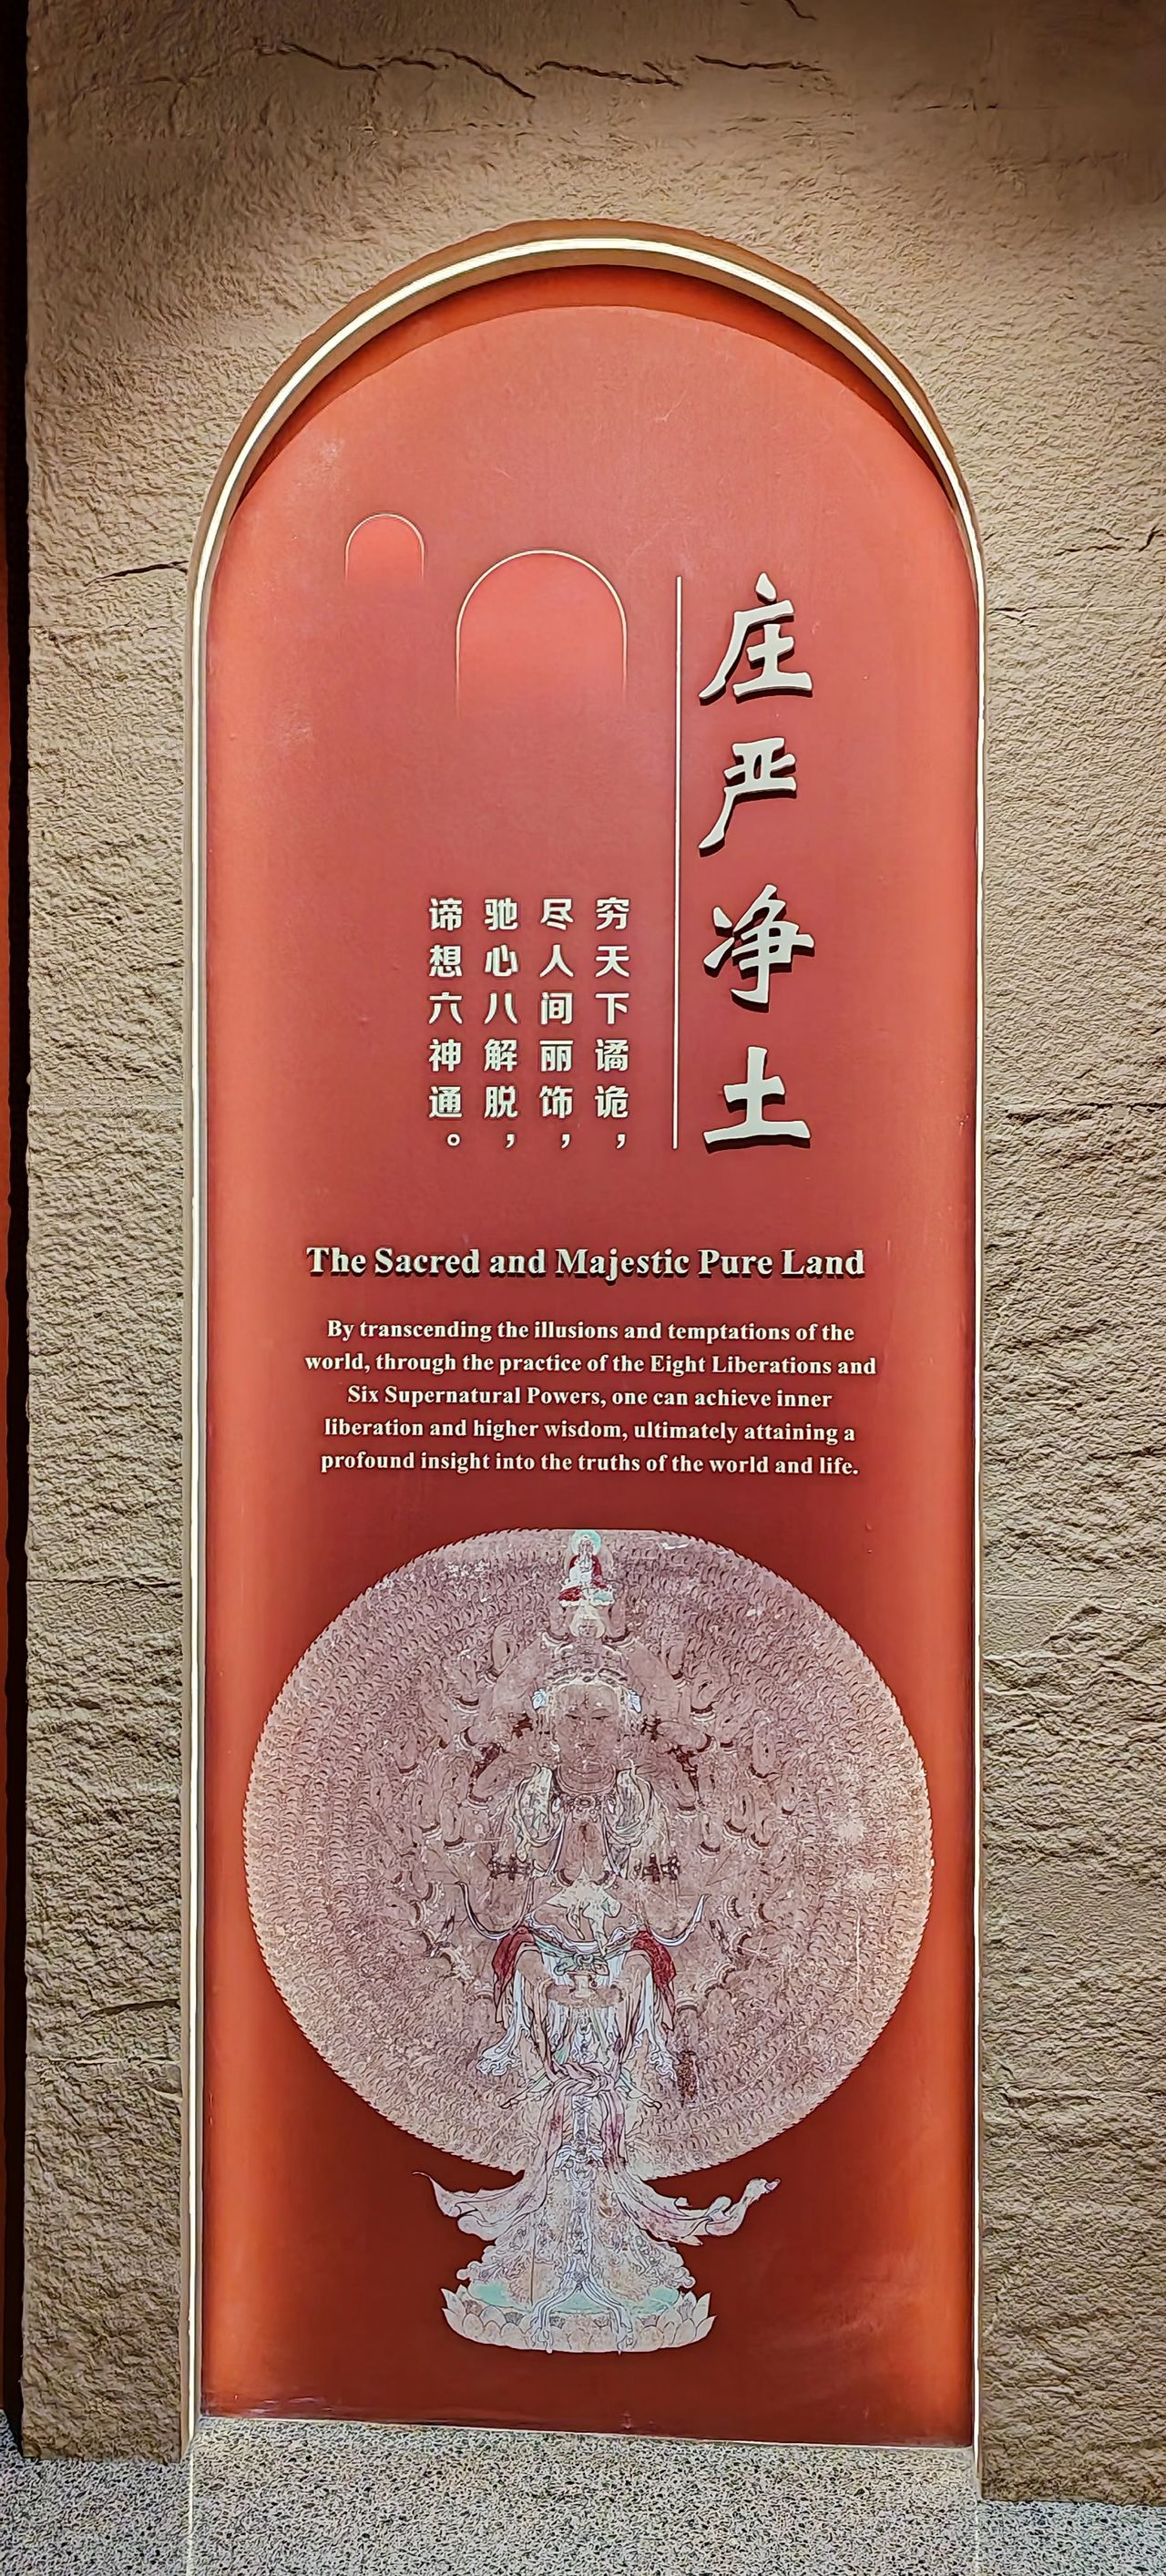 庄严净土
穷天下谲诡，
尽人间丽饰，
驰心八解脱，
谛想六神通。
The Sacred and Majestic Pure Land
By transcending the illusions and temptations of the
world, through the practice of the Eight Liberations and
Six Supernatural Powers, one can achieve inner
liberation and higher wisdom, ultimately attaining a
profound insight into the truths of the world and life.